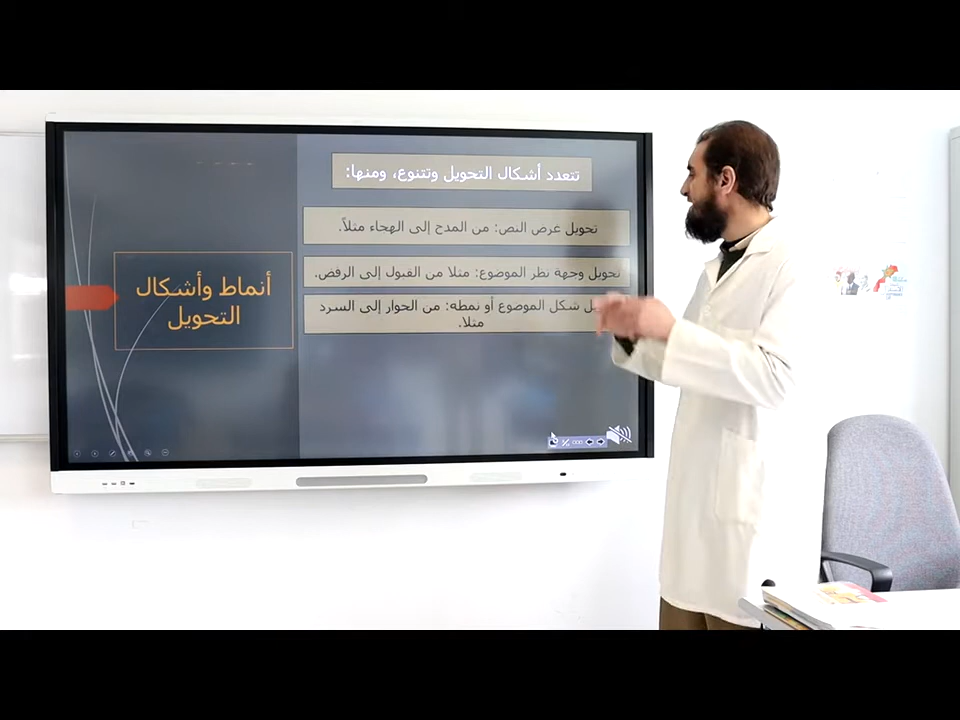 تتعدد أشكال التحويل وتتنوع، ومنها:
تحويل غرض النص: من المدح إلى الهجاء مثلاً.
تحويل وجهة نظر الموضوع: مثلا من القبول إلى الرفض.
شكل الموضوع أو نمطه: من الحوار إلى السرد
مثلا.
أنماط وأشكال
التحويل